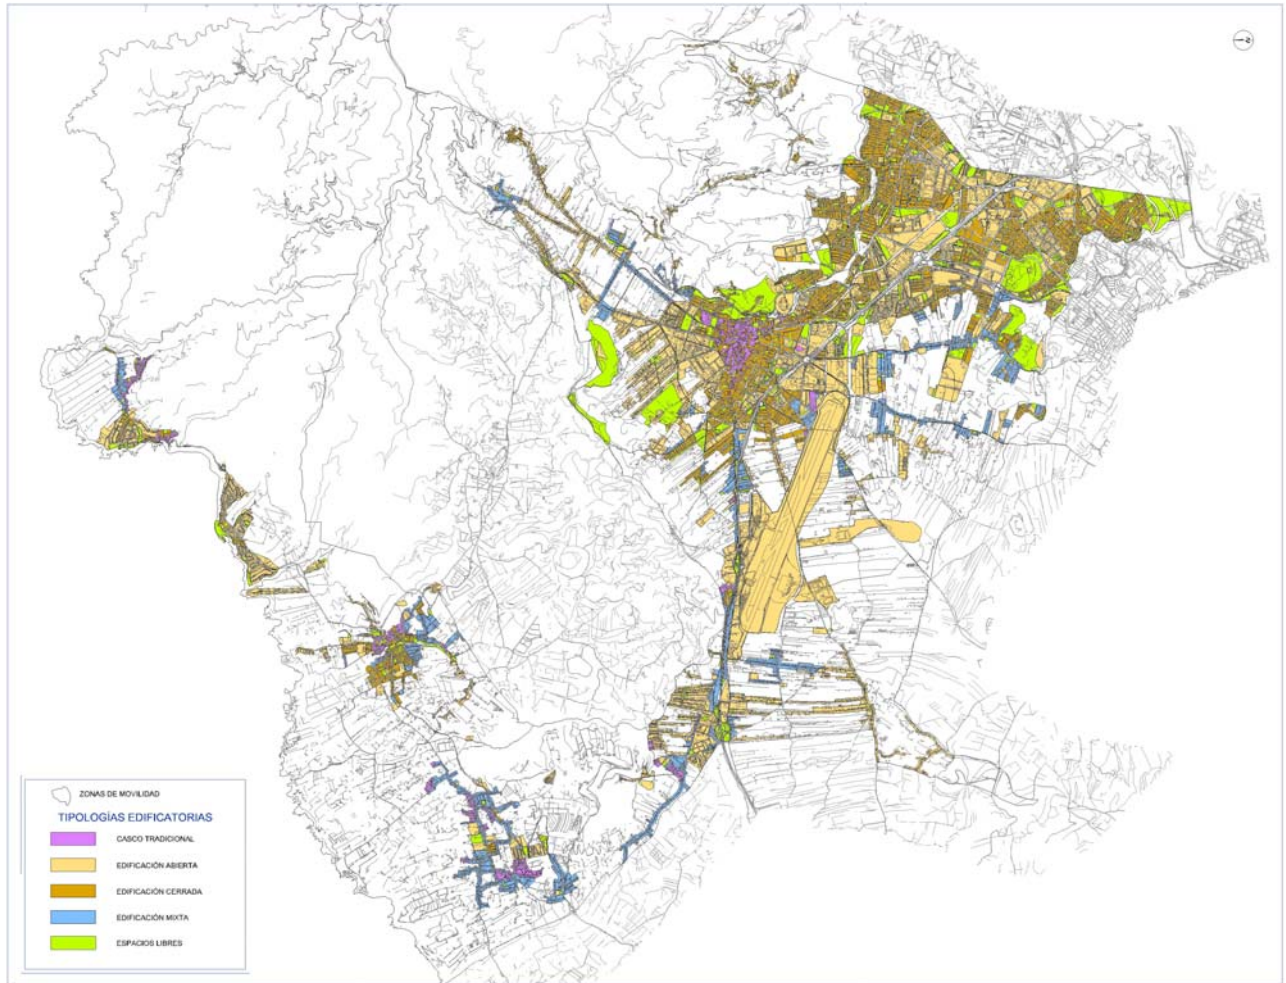 ZONAS DE MOVILIDAD
TIPOLOGÍAS EDIFICATORIAS
CASCO TRADICIONAL
EDIFICACIÓN ABIERTA
EDIFICACIÓN CERRADA
EDIFICACIÓN MIXTA
ESPACIOS LIBRES